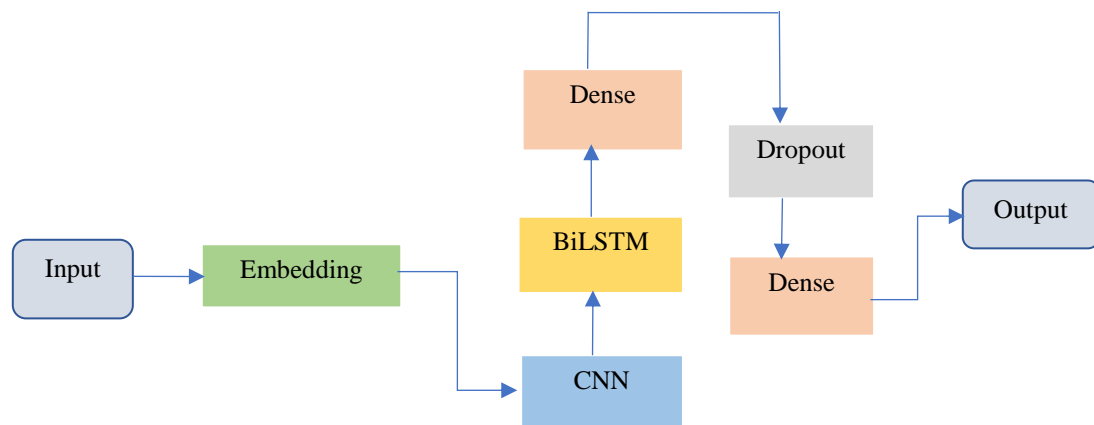 Input
Embedding
CNN
BiLSTM
Dense
Dropout
Dense
Output